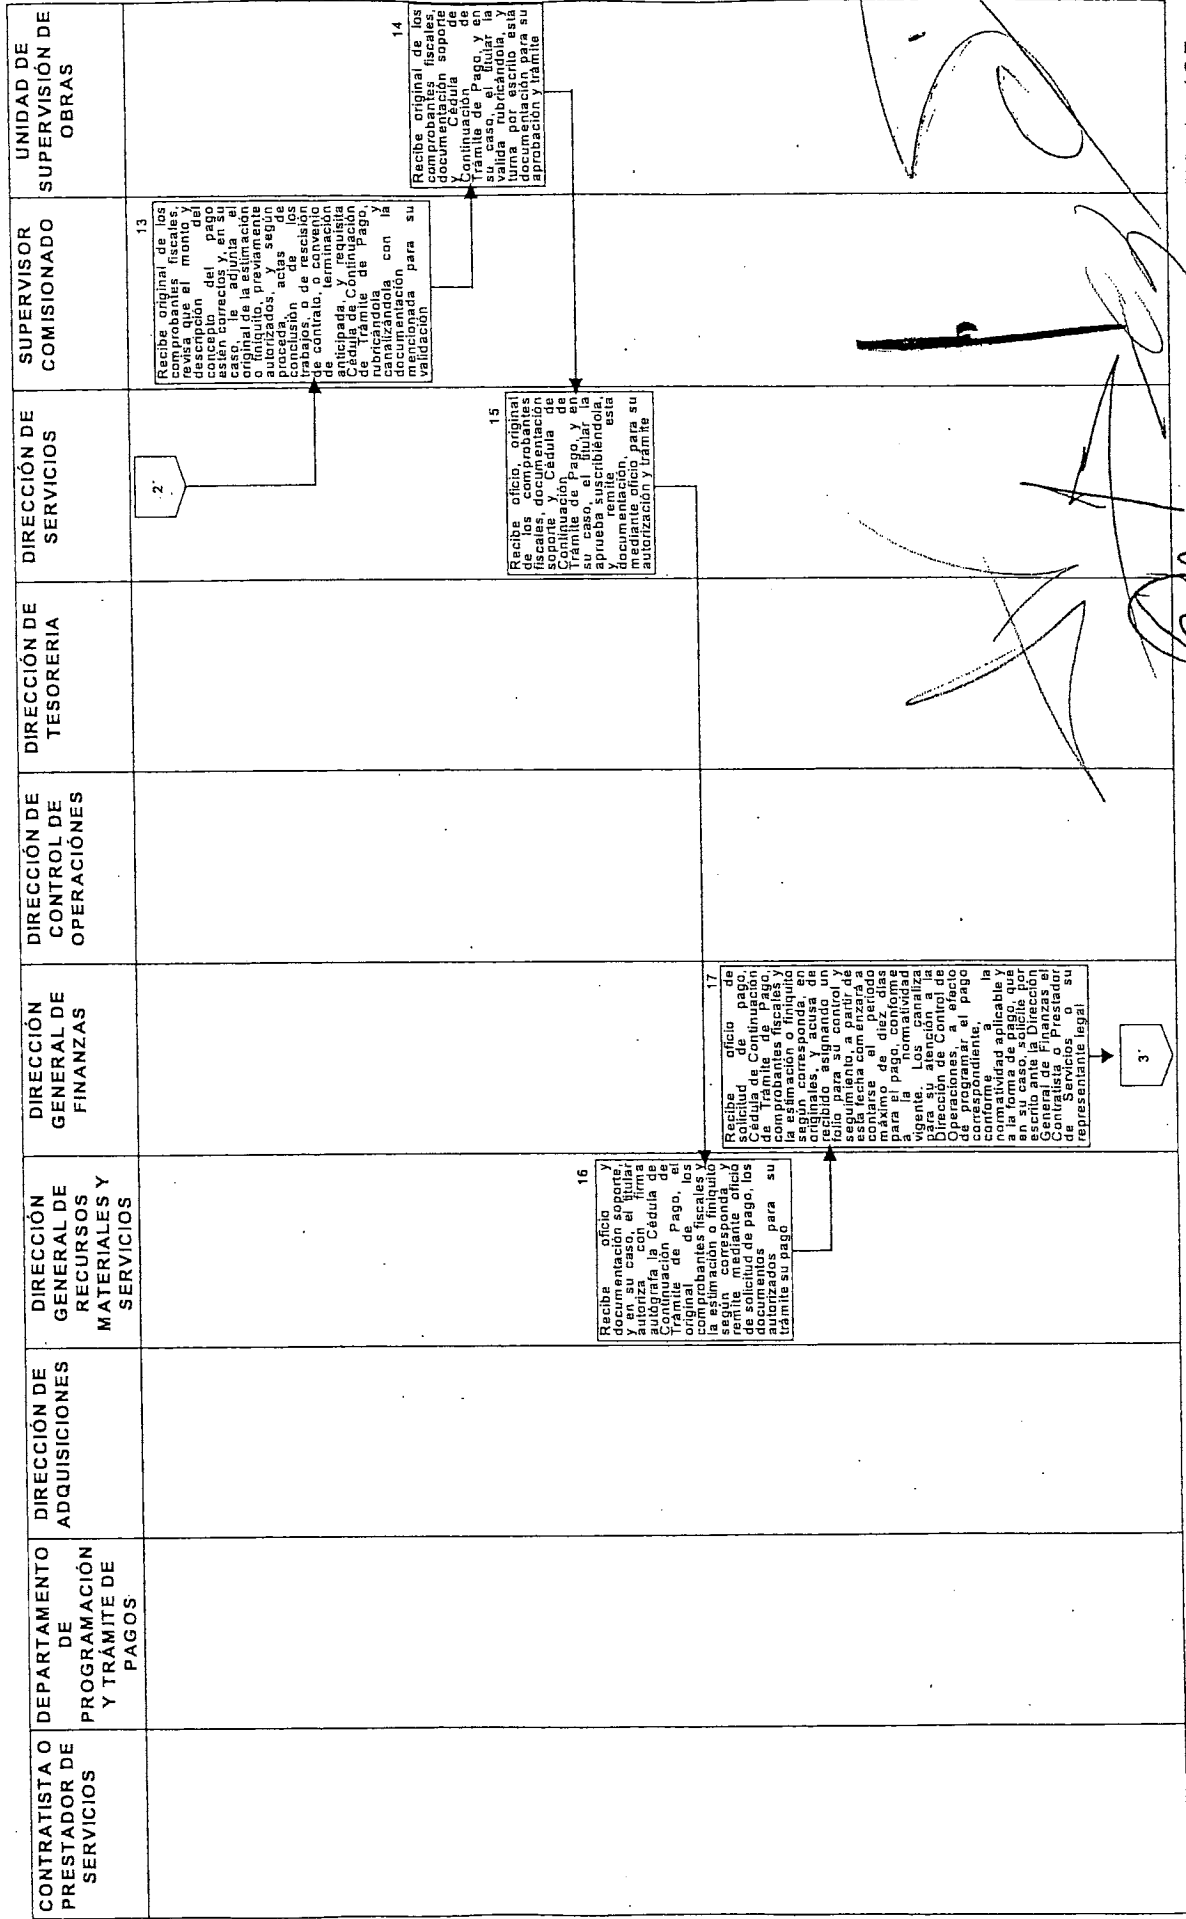 CONTRATISTA O
PRESTADOR DE
SERVICIOS
DEPARTAMENTO
DE
PROGRAMACIÓN
Y TRÁMITE DE
PAGOS
DIRECCIÓN DE
ADQUISICIONES
DIRECCIÓN
GENERAL DE
RECURSOS
MATERIALES Y
SERVICIOS
DIRECCIÓN
GENERAL DE
FINANZAS
DIRECCIÓN DE
CONTROL DE
OPERACIÓNES
DIRECCIÓN DE
TESORERIA
DIRECCIÓN DE
SERVICIOS
SUPERVISOR
COMISIONADO
UNIDAD DE
SUPERVISIÓN DE
OBRAS
2
13
Recibe original de los
comprobantes fiscales,
revisa que el monto y
descripción del
concepto del pago
estén correctos y, en su
caso, le adjunta el
original de la estimación
o finiquito, previamente
autorizados, y según
proceda, actas de
conclusión de los
trabajos, o de rescisión
de contrato, o convenio
de terminación
anticipada, y requisita
Cédula de Continuación
de Trámite de Pago,
rubricándola y
canalizándola con la
documentación
mencionada para su
validación
14
Recibe original de los
comprobantes fiscales,
documentación soporte
y Cédula de
Continuación de
Trámite de Pago, y en
su caso, el titular la
valida rubricándola, y
turna por escrito esta
documentación para su
aprobación y trámite
15
Recibe oficio, original
de los comprobantes
fiscales, documentación
soporte y Cédula de
Continuación de
Trámite de Pago, y en
su caso, el titular la
aprueba suscribiéndola,
y remite esta
documentación,
mediante oficio para su
autorización y trámite
16
Recibe oficio y
documentación soporte,
y en su caso, el titular
autoriza con firma
autógrafa la Cédula de
Continuación de
Trámite de Pago, el
original de los
comprobantes fiscales y
la estimación o finiquito
según corresponda y
remite mediante oficio
de solicitud de pago, los
documentos
autorizados para su
trámite su pago
17
Recibe oficio de
solicitud de pago,
Cédula de Continuación
de Trámite de Pago,
comprobantes fiscales y
la estimación o finiquito
según corresponda, en
originales, y acusa de
recibido asignando un
folio para su control y
seguimiento, a partir de
esta fecha comenzará a
contarse el periodo
máximo de diez días
para el pago, conforme
a la normatividad
vigente. Los canaliza
para su atención a la
Dirección de Control de
Operaciones a efecto
de programar el pago
correspondiente,
conforme a la
normatividad aplicable y
a la forma de pago, que
en su caso, solicite por
escrito ante la Dirección
General de Finanzas el
Contratista o Prestador
de Servicios o su
representante legal
3